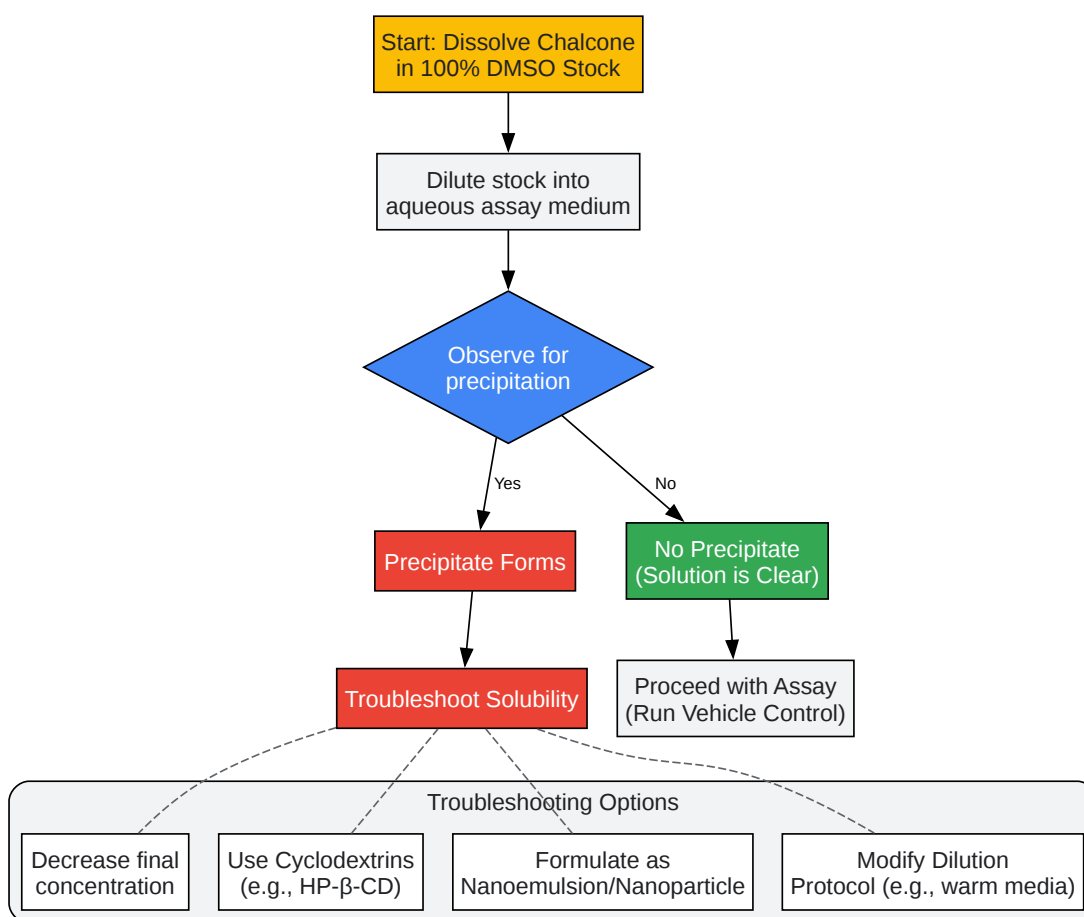 Start: Dissolve Chalcone
in 100% DMSO Stock
Dilute stock into
aqueous assay medium
Observe for
precipitation
Yes
No
Precipitate Forms
No Precipitate
(Solution is Clear)
Troubleshoot Solubility
Proceed with Assay
(Run Vehicle Control)
Troubleshooting Options
Decrease final
concentration
Use Cyclodextrins
(e.g., HP-β-CD)
Formulate as
Nanoemulsion/Nanoparticle
Modify Dilution
Protocol (e.g., warm media)